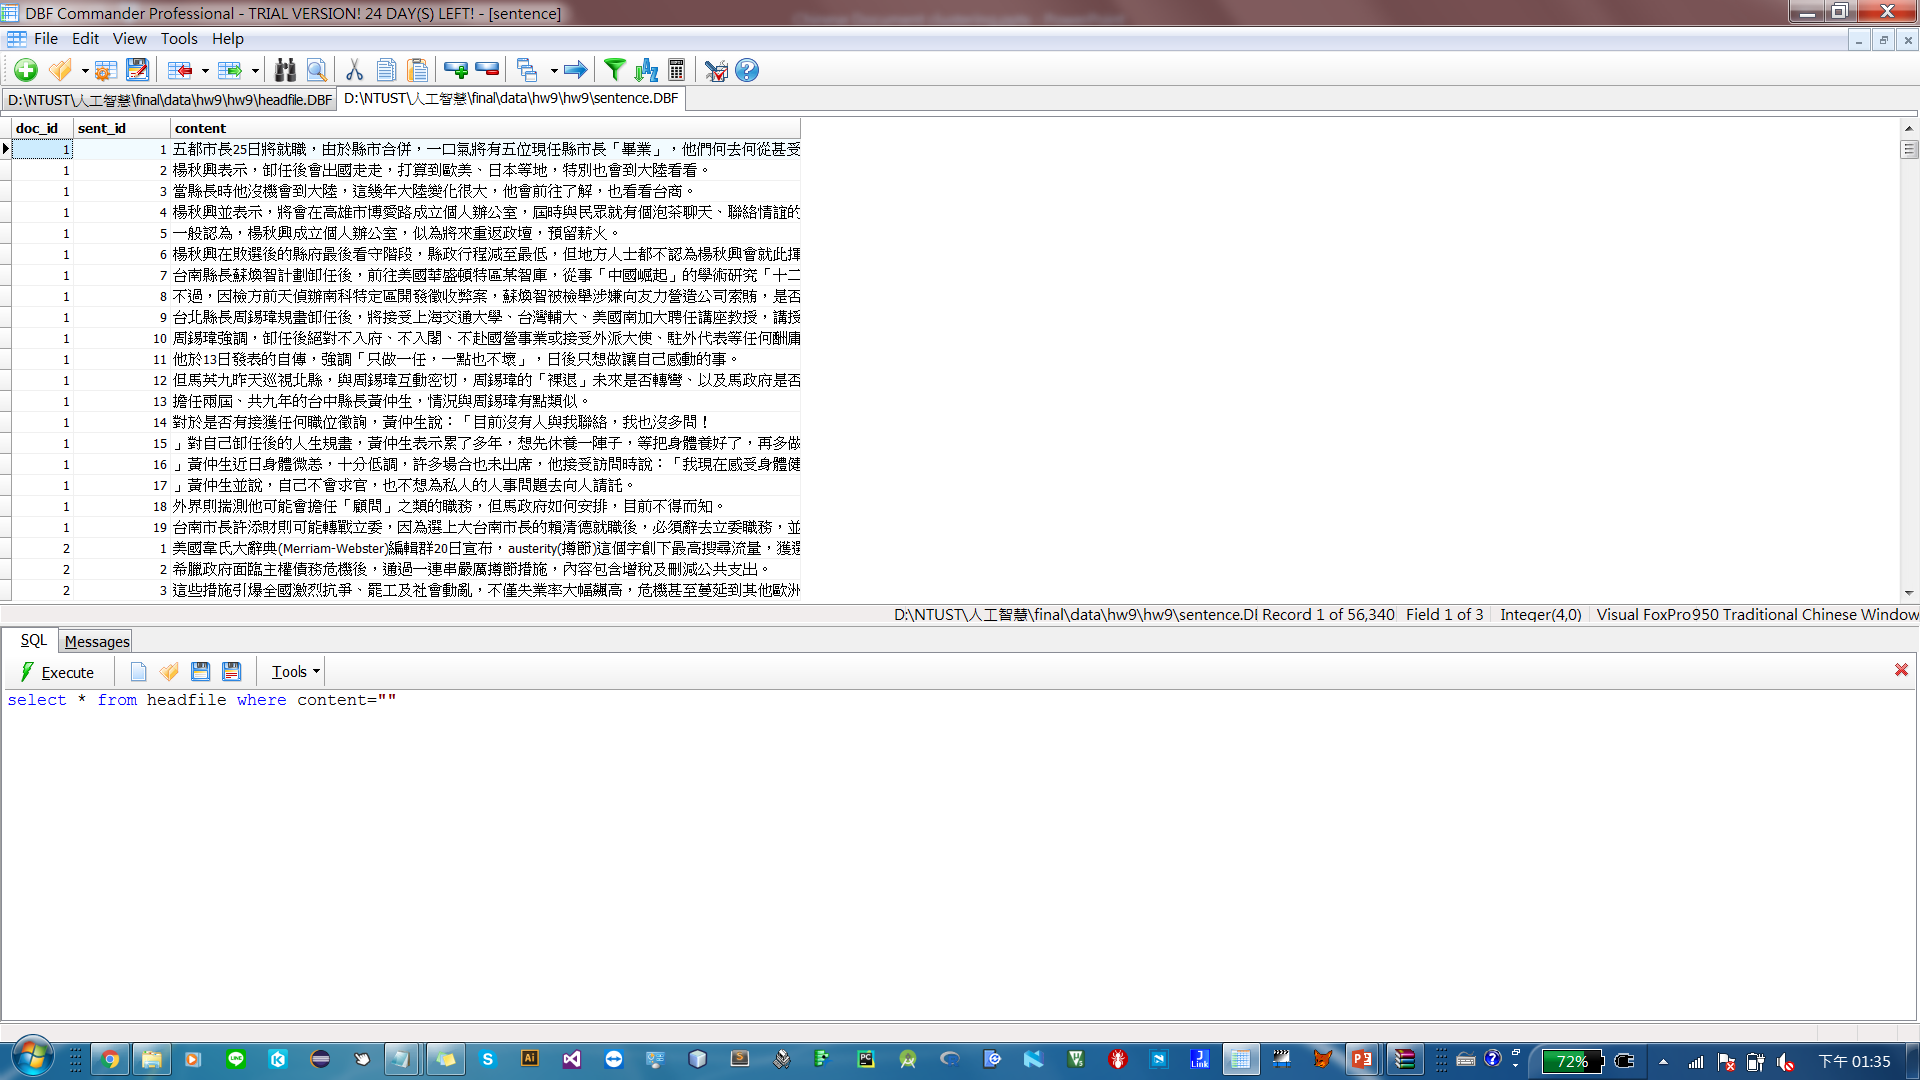 DBF Commander Professional - TRIAL VERSION! 24 DAY(S) LEFT! - [sentence]
File Edit View Tools Help
D:\NTUST\人工智慧\final\data\hw9\hw9\headfile.DBF D:\NTUST\人工智慧\final\data\hw9\hw9\sentence.DBF
doc_id sent_id content
1 1 五都市長25日將就職，由於縣市合併，一口氣將有五位現任縣市長「畢業」，他們何去何從甚受
1 2 楊秋興表示，卸任後會出國走走，打算到歐美、日本等地，特別也會到大陸看看。
1 3 當縣長時他沒機會到大陸，這幾年大陸變化很大，他會前往了解，也看看台商。
1 4 楊秋興並表示，將會在高雄市博愛路成立個人辦公室，屆時與民眾就有個泡茶聊天、聯絡情誼的
1 5 一般認為，楊秋興成立個人辦公室，似為將來重返政壇，預留薪火。
1 6 楊秋興在敗選後的縣府最後看守階段，縣政行程減至最低，但地方人士都不認為楊秋興會就此揮
1 7 台南縣長蘇煥智計劃卸任後，前往美國華盛頓特區某智庫，從事「中國崛起」的學術研究「十二
1 8 不過，因檢方前天偵辦南科特定區開發徵收弊案，蘇煥智被檢舉涉嫌向友力營造公司索賄，是否
1 9 台北縣長周錫瑋規畫卸任後，將接受上海交通大學、台灣輔大、美國南加大聘任講座教授，講授
1 10 周錫瑋強調，卸任後絕對不入府、不入閣、不赴國營事業或接受外派大使、駐外代表等任何酬庸
1 11 他於13日發表的自傳，強調「只做一任，一點也不壞」，日後只想做讓自己感動的事。
1 12 但馬英九昨天巡視北縣，與周錫瑋互動密切，周錫瑋的「裸退」未來是否轉彎、以及馬政府是否
1 13 擔任兩屆、共九年的台中縣長黃仲生，情況與周錫瑋有點類似。
1 14 對於是否有接獲任何職位徵詢，黃仲生說：「目前沒有人與我聯絡，我也沒多問！
1 15 」對自己卸任後的人生規畫，黃仲生表示累了多年，想先休養一陣子，等把身體養好了，再多做
1 16 」黃仲生近日身體微恙，十分低調，許多場合也未出席，他接受訪問時說：「我現在感受身體健
1 17 」黃仲生並說，自己不會求官，也不想為私人的人事問題去向人請託。
1 18 外界則揣測他可能會擔任「顧問」之類的職務，但馬政府如何安排，目前不得而知。
1 19 台南市長許添財則可能轉戰立委，因為選上大台南市長的賴清德就職後，必須辭去立委職務，並
2 1 美國韋氏大辭典(Merriam-Webster)編輯群20日宣布，austerity(撙節)這個字創下最高搜尋流量，獲選
2 2 希臘政府面臨主權債務危機後，通過一連串嚴厲撙節措施，內容包含增稅及刪減公共支出。
2 3 這些措施引爆全國激烈抗爭、罷工及社會動亂，不僅失業率大幅飆高，危機甚至蔓延到其他歐洲
D:\NTUST\人工智慧\final\data\hw9\hw9\sentence.DI Record 1 of 56,340 Field 1 of 3 Integer(4,0) Visual FoxPro950 Traditional Chinese Window
SQL Messages
Execute Tools
select * from headfile where content=""
72% 下午 01:35